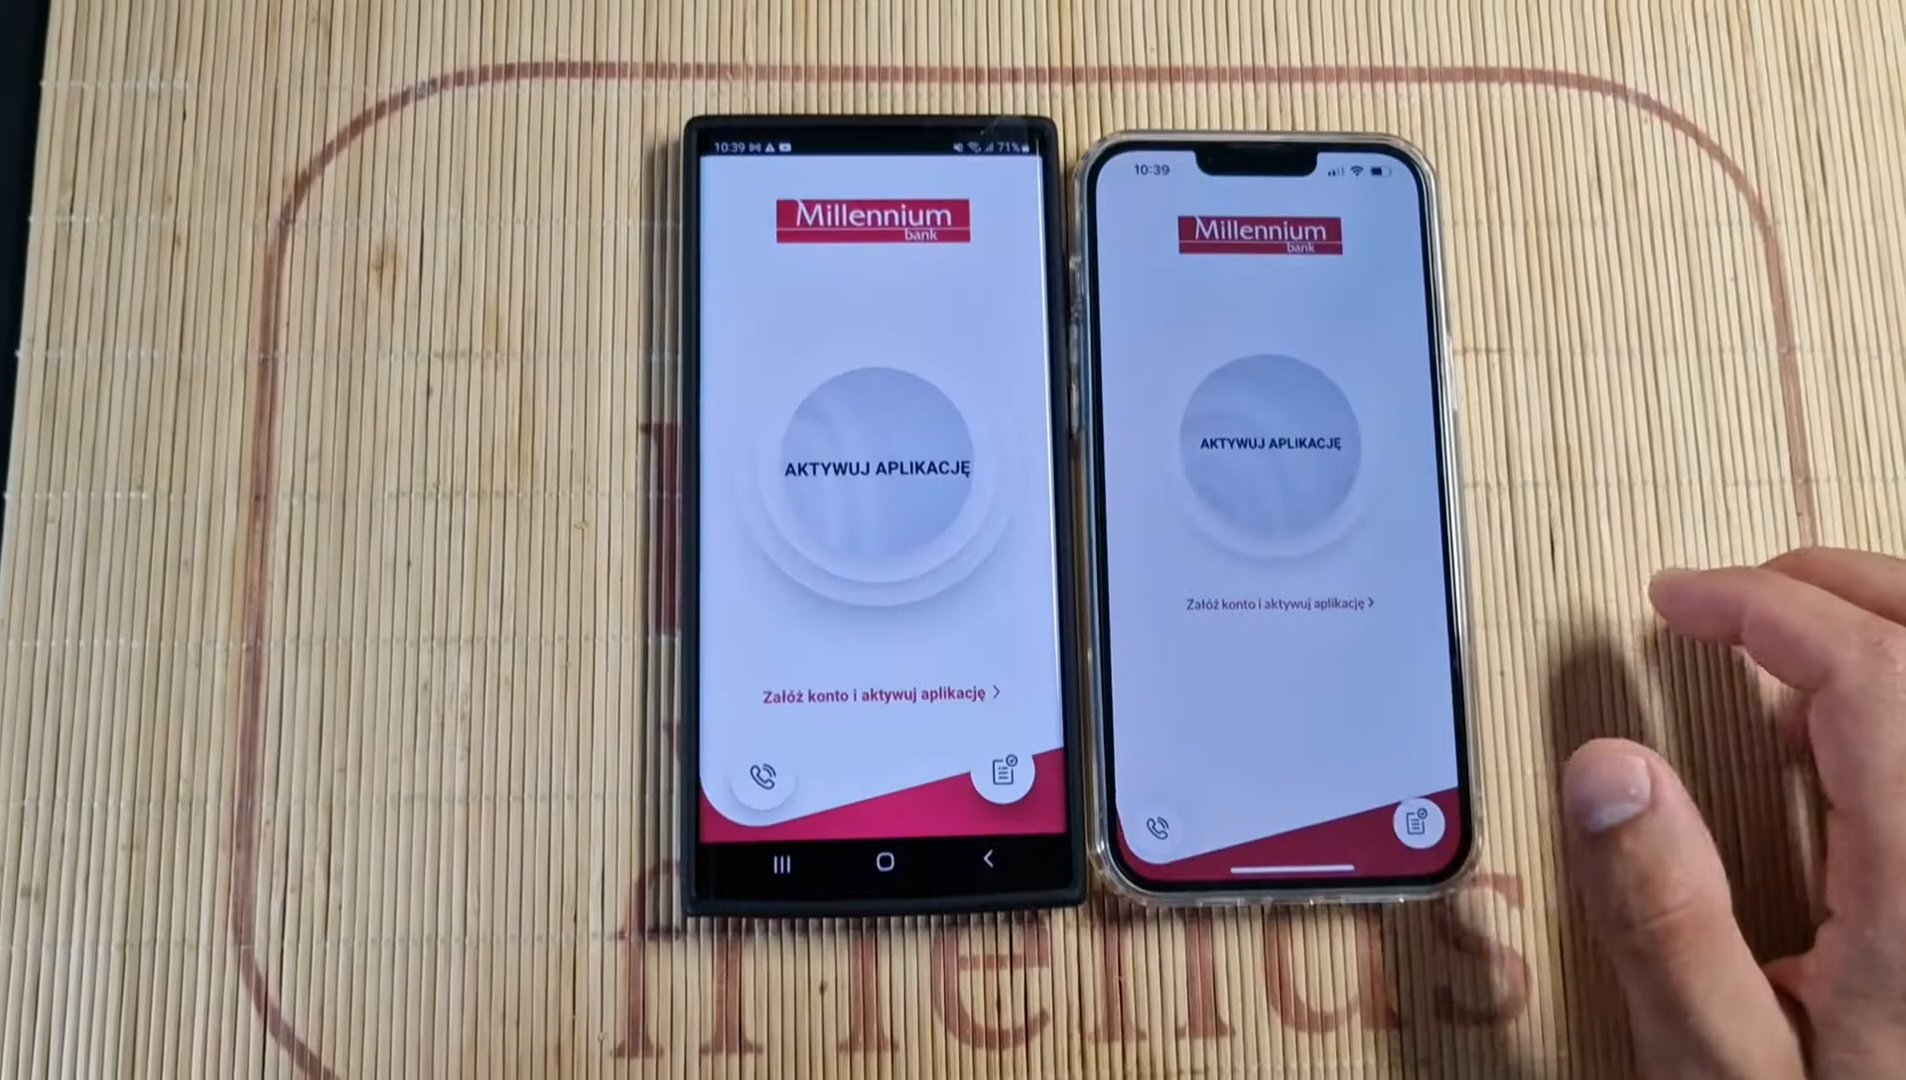 10:39
71%
Millennium
bank
AKTYWUJ APLIKACJĘ
Załóż konto i aktywuj aplikację >
10:39
Millennium
bank
AKTYWUJ APLIKACJĘ
Załóż konto i aktywuj aplikację >